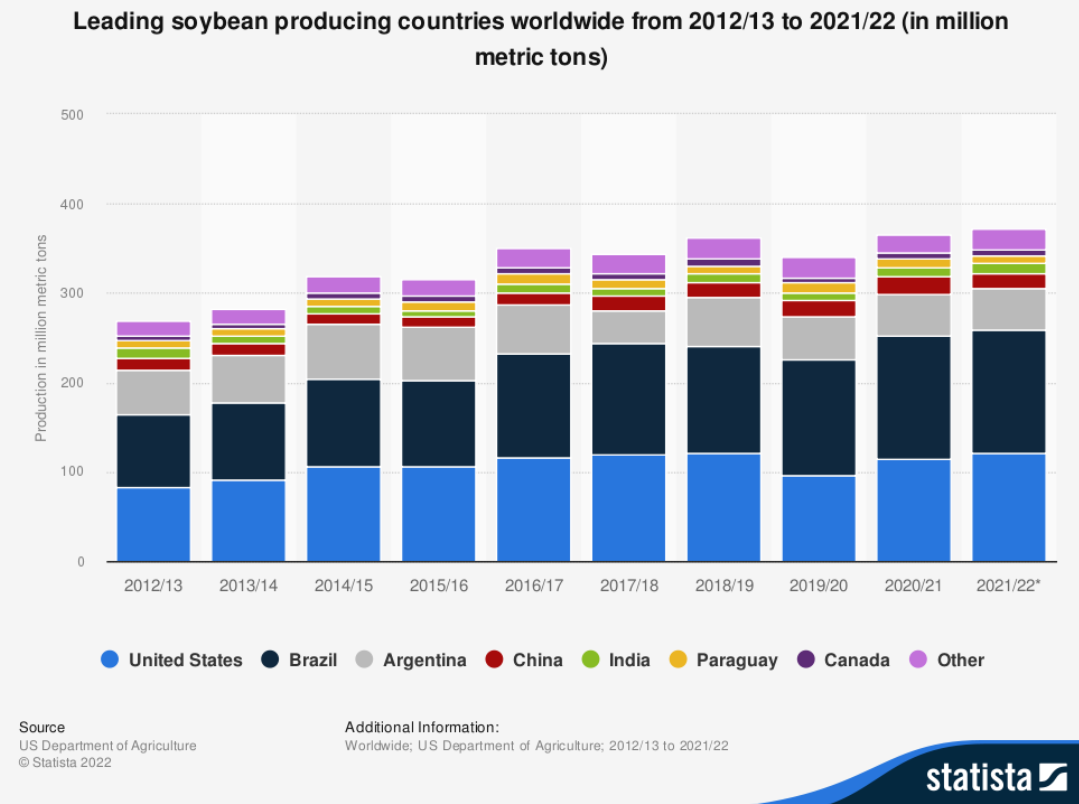 Leading soybean producing countries worldwide from 2012/13 to 2021/22 (in million
metric tons)
Production in million metric tons
500
400
300
200
100
0
2012/13 2013/14 2014/15 2015/16 2016/17 2017/18 2018/19 2019/20 2020/21 2021/22*
United States Brazil Argentina China India Paraguay Canada Other
Source
US Department of Agriculture
© Statista 2022
Additional Information:
Worldwide; US Department of Agriculture; 2012/13 to 2021/22
statista